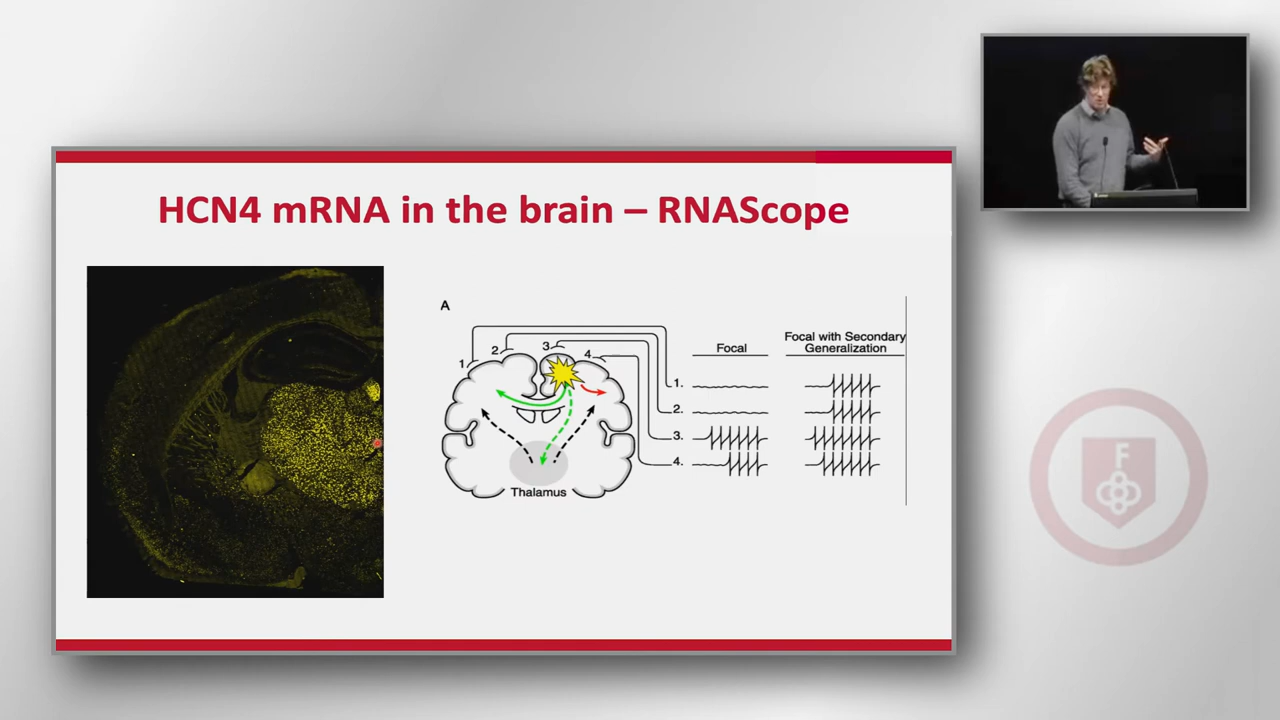 HCN4 mRNA in the brain – RNAScope
A
Focal
Focal with Secondary
Generalization
1
2
3
4
1.
2.
3.
4.
Thalamus
F